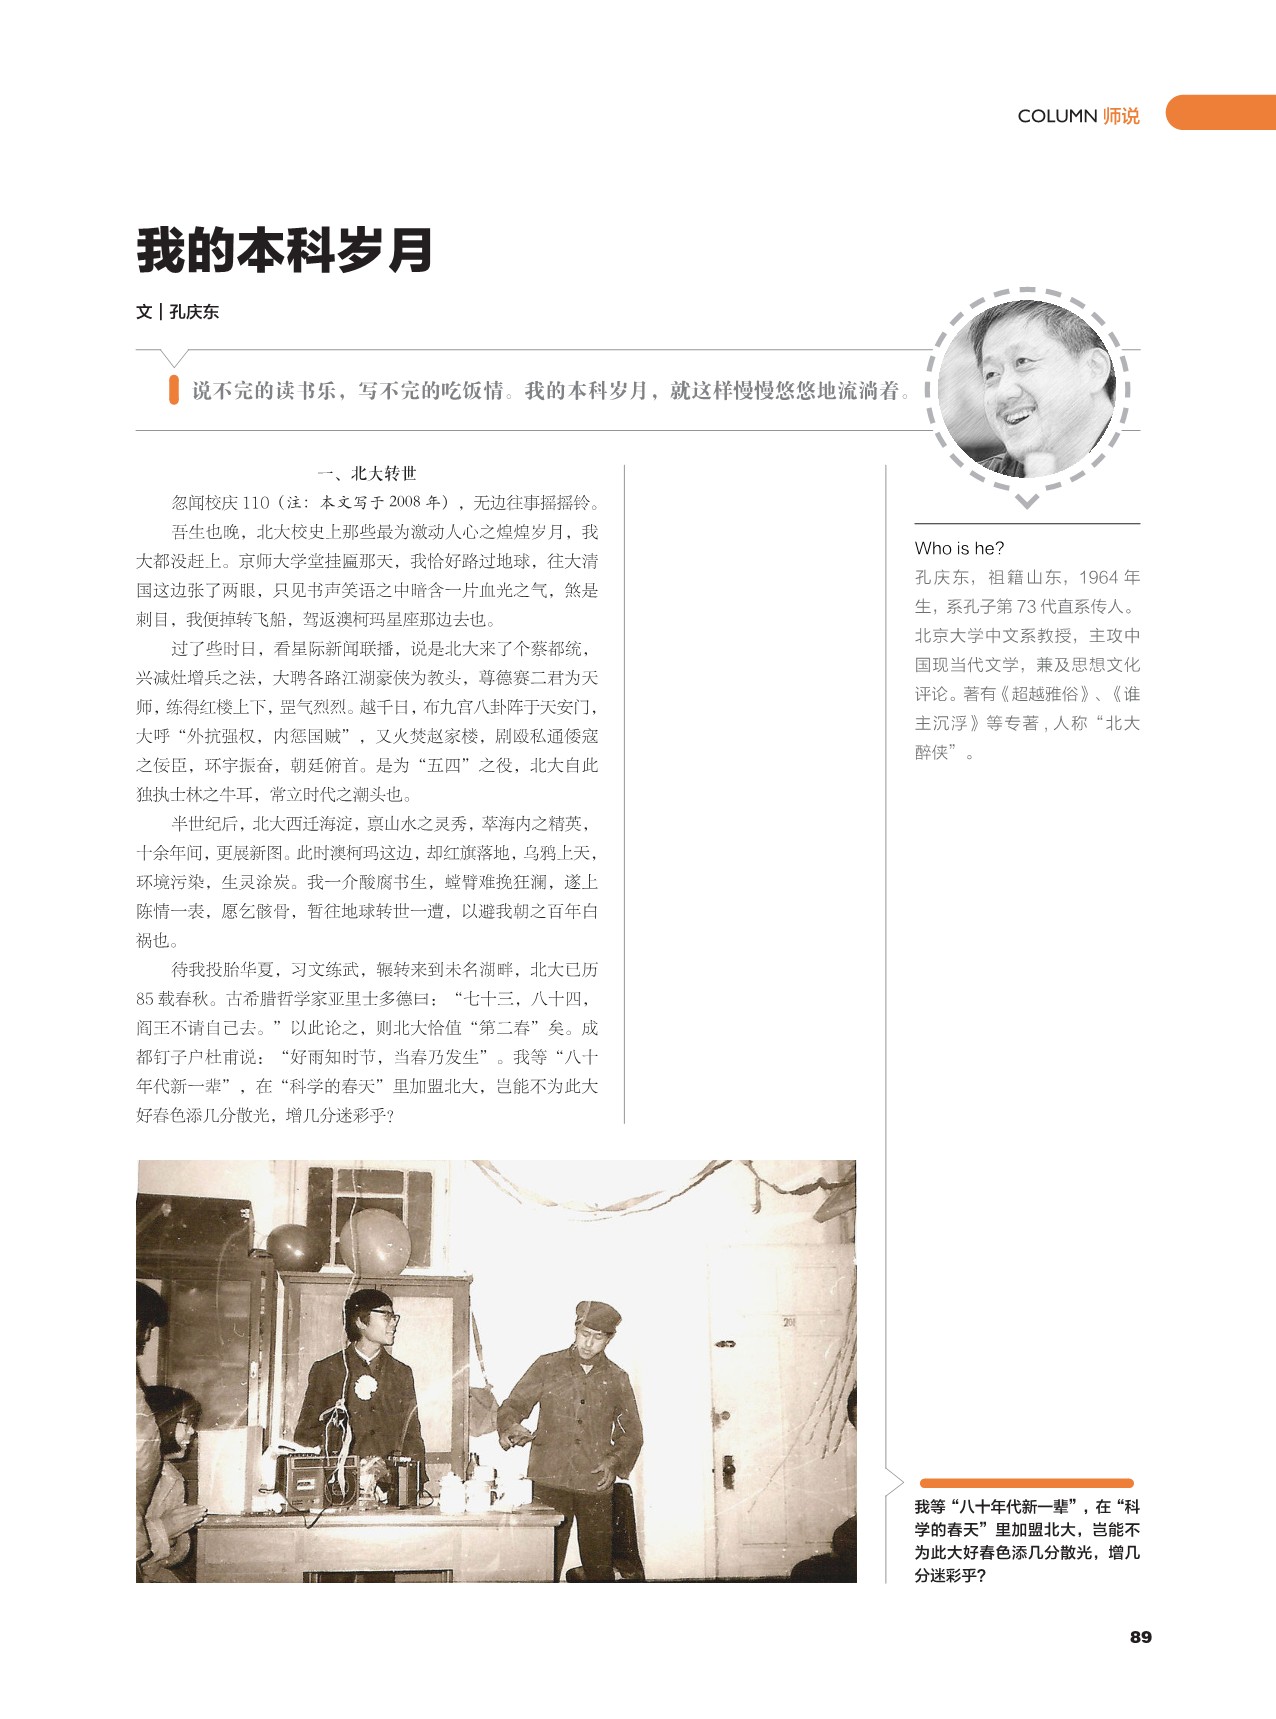 COLUMN 师说
我的本科岁月
文 | 孔庆东
说不完的读书乐，写不完的吃饭情。我的本科岁月，就这样慢慢悠悠地流淌着。
一、北大转世
忽闻校庆 110（注：本文写于 2008 年），无边往事摇摇铃。
吾生也晚，北大校史上那些最为激动人心之煌煌岁月，我
大都没赶上。京师大学堂挂匾那天，我恰好路过地球，往大清
国这边张了两眼，只见书声笑语之中暗含一片血光之气，煞是
刺目，我便掉转飞船，驾返澳柯玛星座那边去也。
过了些时日，看星际新闻联播，说是北大来了个蔡都统，
兴减灶增兵之法，大聘各路江湖豪侠为教头，尊德赛二君为天
师，练得红楼上下，罡气烈烈。越千日，布九宫八卦阵于天安门，
大呼“外抗强权，内惩国贼”，又火焚赵家楼，剧殴私通倭寇
之佞臣，环宇振奋，朝廷俯首。是为“五四”之役，北大自此
独执士林之牛耳，常立时代之潮头也。
半世纪后，北大西迁海淀，禀山水之灵秀，萃海内之精英，
十余年间，更展新图。此时澳柯玛这边，却红旗落地，乌鸦上天，
环境污染，生灵涂炭。我一介酸腐书生，螳臂难挽狂澜，遂上
陈情一表，愿乞骸骨，暂往地球转世一遭，以避我朝之百年白
祸也。
待我投胎华夏，习文练武，辗转来到未名湖畔，北大已历
85 载春秋。古希腊哲学家亚里士多德曰：“七十三，八十四，
阎王不请自己去。”以此论之，则北大恰值“第二春”矣。成
都钉子户杜甫说：“好雨知时节，当春乃发生”。我等“八十
年代新一辈”，在“科学的春天”里加盟北大，岂能不为此大
好春色添几分散光，增几分迷彩乎？
Who is he?
孔庆东，祖籍山东，1964 年
生，系孔子第 73 代直系传人。
北京大学中文系教授，主攻中
国现当代文学，兼及思想文化
评论。著有《超越雅俗》、《谁
主沉浮》等专著，人称“北大
醉侠”。
我等“八十年代新一辈”，在“科
学的春天”里加盟北大，岂能不
为此大好春色添几分散光，增几
分迷彩乎？
89